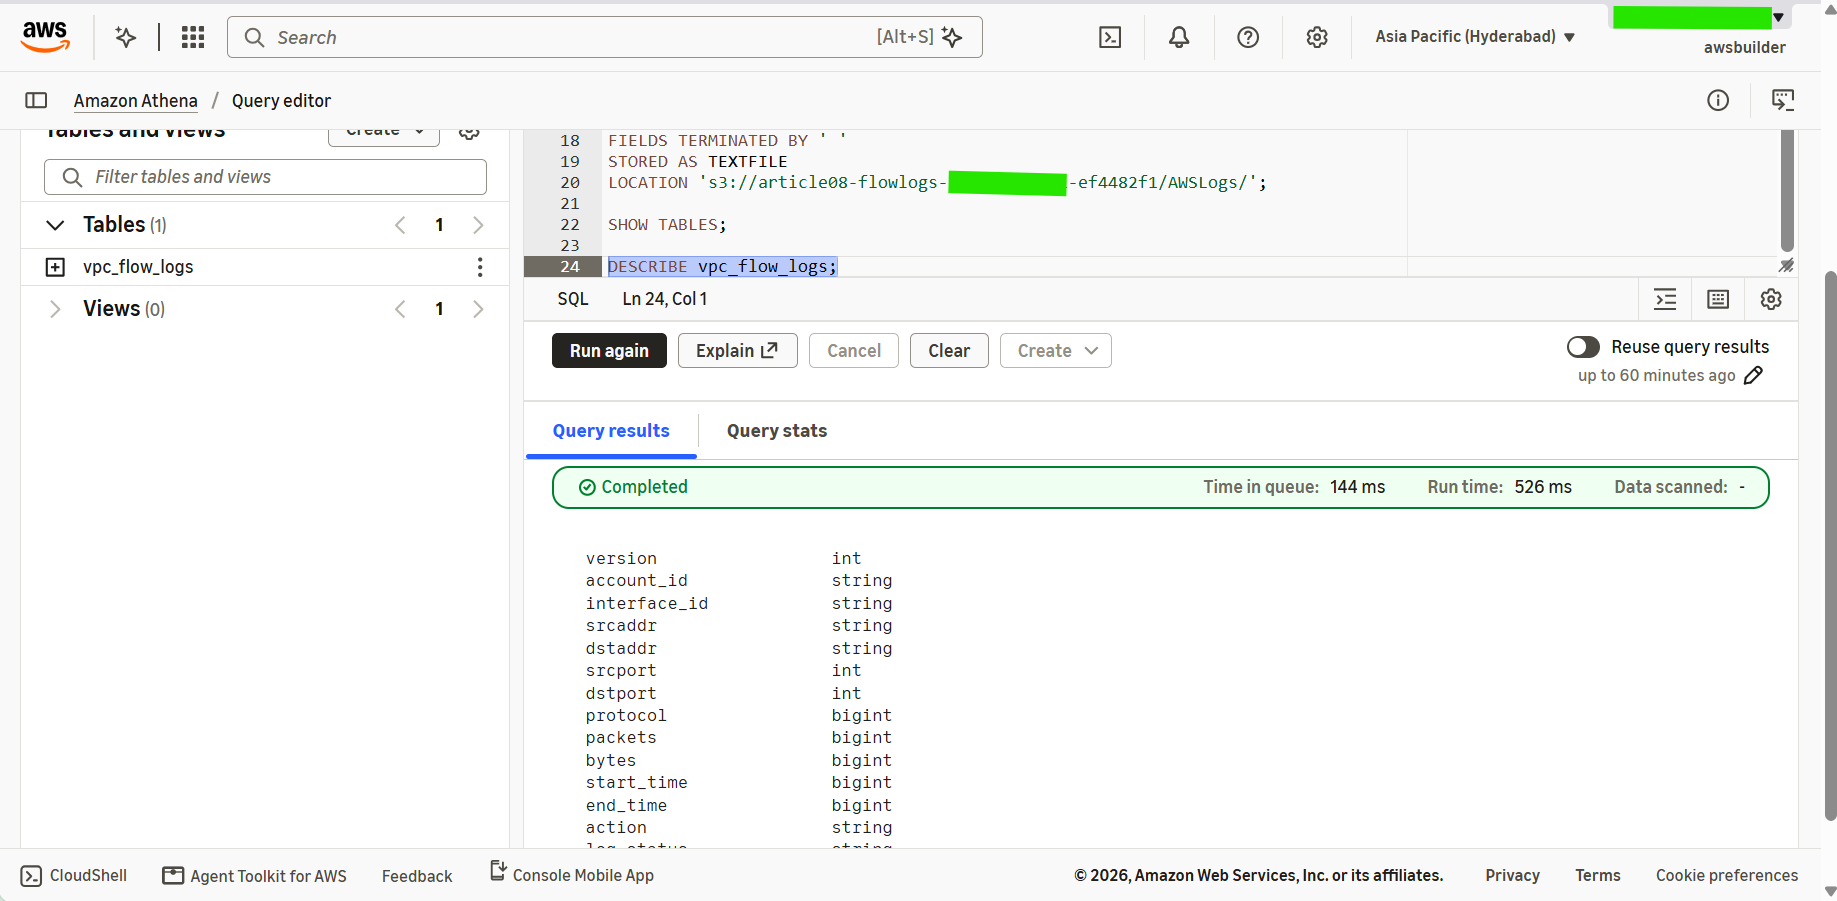 aws
Search
[Alt+S]
Asia Pacific (Hyderabad)
awsbuilder
Amazon Athena / Query editor
Tables and views
Create
Filter tables and views
Tables (1)
1
vpc_flow_logs
Views (0)
1
18 FIELDS TERMINATED BY ' '
19 STORED AS TEXTFILE
20 LOCATION 's3://article08-flowlogs- -ef4482f1/AWSLogs/';
21
22 SHOW TABLES;
23
24 DESCRIBE vpc_flow_logs;
SQL Ln 24, Col 1
Run again
Explain
Cancel
Clear
Create
Reuse query results
up to 60 minutes ago
Query results
Query stats
Completed
Time in queue: 144 ms
Run time: 526 ms
Data scanned: -
version int
account_id string
interface_id string
srcaddr string
dstaddr string
srcport int
dstport int
protocol bigint
packets bigint
bytes bigint
start_time bigint
end_time bigint
action string
log_status string
CloudShell
Agent Toolkit for AWS
Feedback
Console Mobile App
© 2026, Amazon Web Services, Inc. or its affiliates.
Privacy
Terms
Cookie preferences